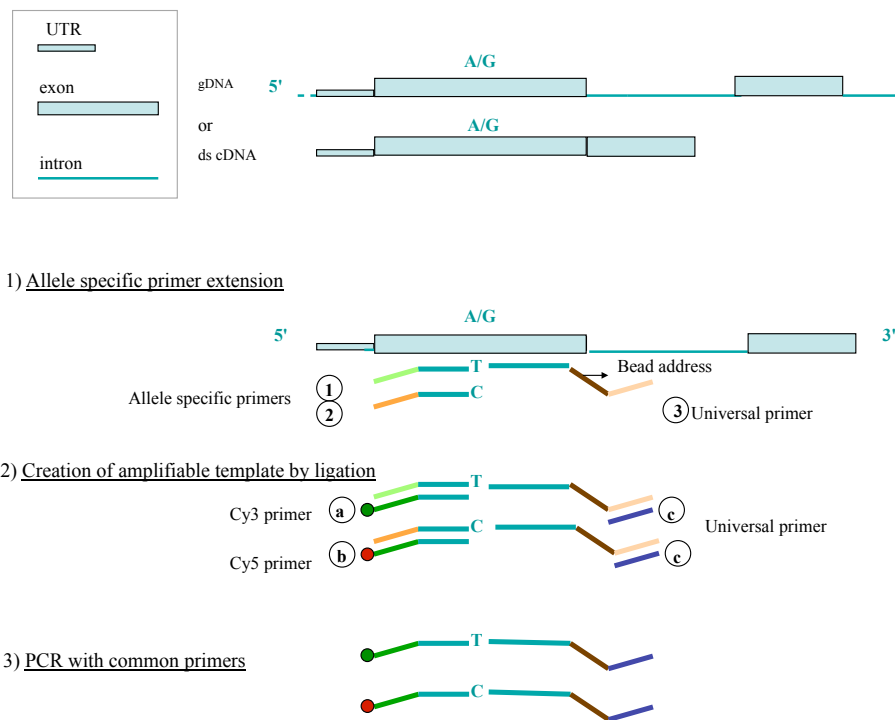 UTR
exon
intron
gDNA
5'
A/G
or
ds cDNA
A/G
1) Allele specific primer extension
5'
A/G
3'
Allele specific primers
1
2
T
C
Bead address
3 Universal primer
2) Creation of amplifiable template by ligation
Cy3 primer
a
T
c
Universal primer
Cy5 primer
b
C
c
3) PCR with common primers
T
C